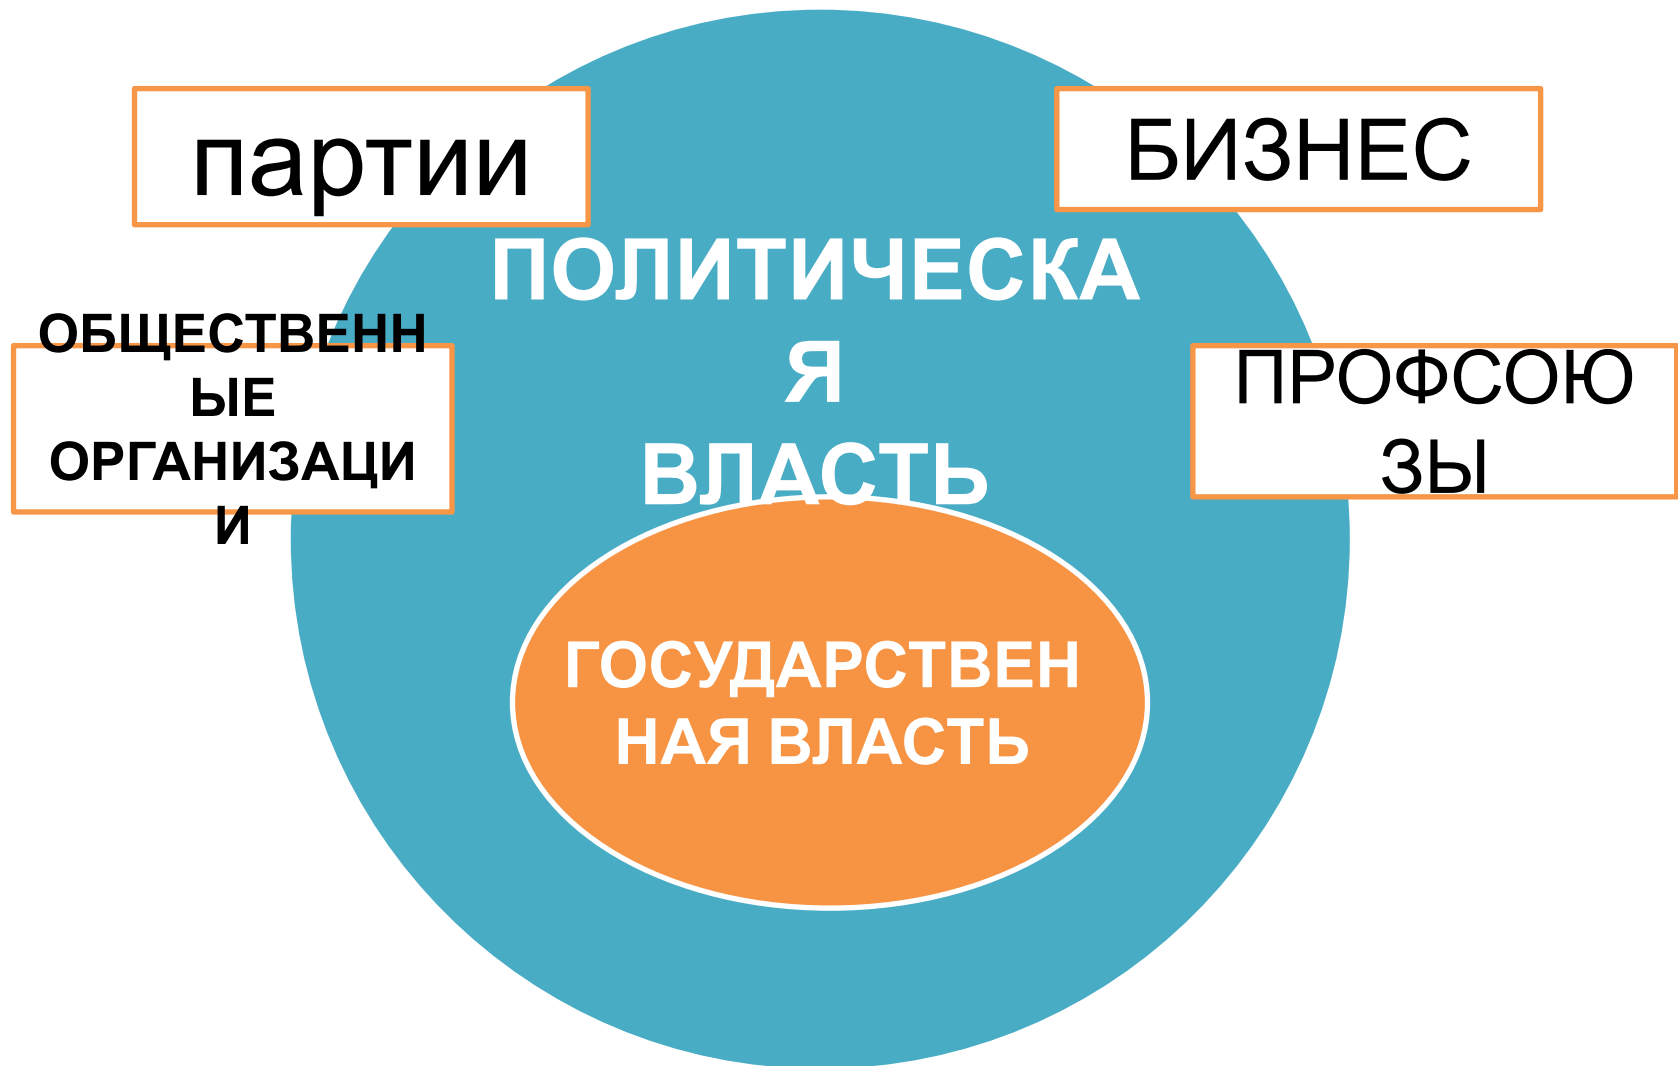 партии
БИЗНЕС
ПОЛИТИЧЕСКА
Я
ВЛАСТЬ
ОБЩЕСТВЕНН
ЫЕ
ОРГАНИЗАЦИ
И
ПРОФСОЮ
ЗЫ
ГОСУДАРСТВЕН
НАЯ ВЛАСТЬ